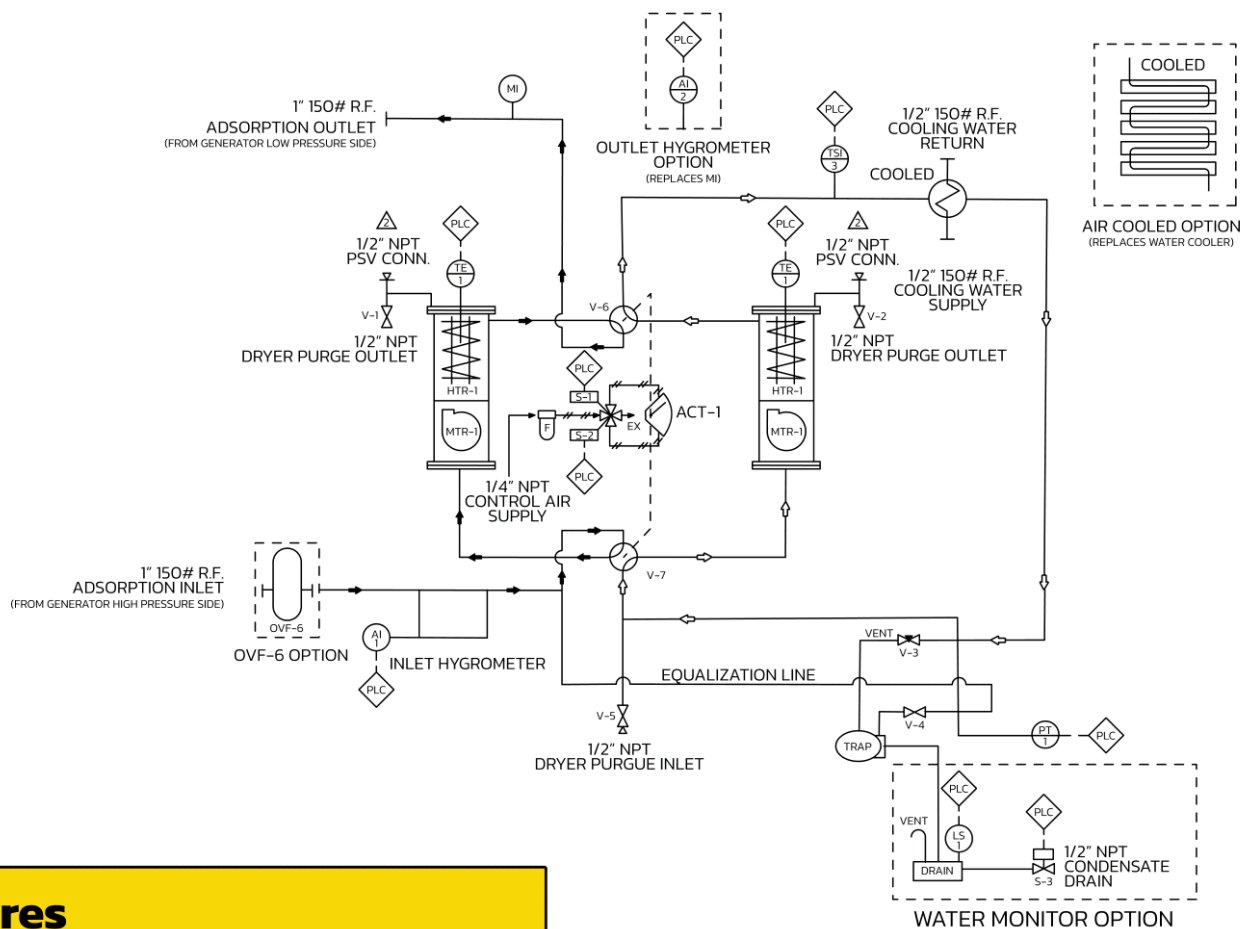 PLC
AI
2
OUTLET HYGROMETER
OPTION
(REPLACES MI)
MI
1” 150# R.F.
ADSORPTION OUTLET
(FROM GENERATOR LOW PRESSURE SIDE)
PLC
TSI
3
1/2” 150# R.F.
COOLING WATER
RETURN
COOLED
COOLED
AIR COOLED OPTION
(REPLACES WATER COOLER)
2
1/2” NPT
PSV CONN.
PLC
TE
1
V-1
1/2” NPT
DRYER PURGE OUTLET
HTR-1
MTR-1
V-6
PLC
TE
1
2
1/2” NPT
PSV CONN.
V-2
1/2” NPT
DRYER PURGE OUTLET
HTR-1
MTR-1
1/2” 150# R.F.
COOLING WATER
SUPPLY
PLC
S-1
F
S-2
EX
ACT-1
PLC
1/4” NPT
CONTROL AIR
SUPPLY
V-7
1” 150# R.F.
ADSORPTION INLET
(FROM GENERATOR HIGH PRESSURE SIDE)
OVF-6
OVF-6 OPTION
AI
1
INLET HYGROMETER
PLC
EQUALIZATION LINE
VENT
V-3
V-4
V-5
1/2” NPT
DRYER PURGUE INLET
TRAP
PT
1
PLC
PLC
VENT
LS
1
DRAIN
PLC
S-3
1/2” NPT
CONDENSATE
DRAIN
WATER MONITOR OPTION
res